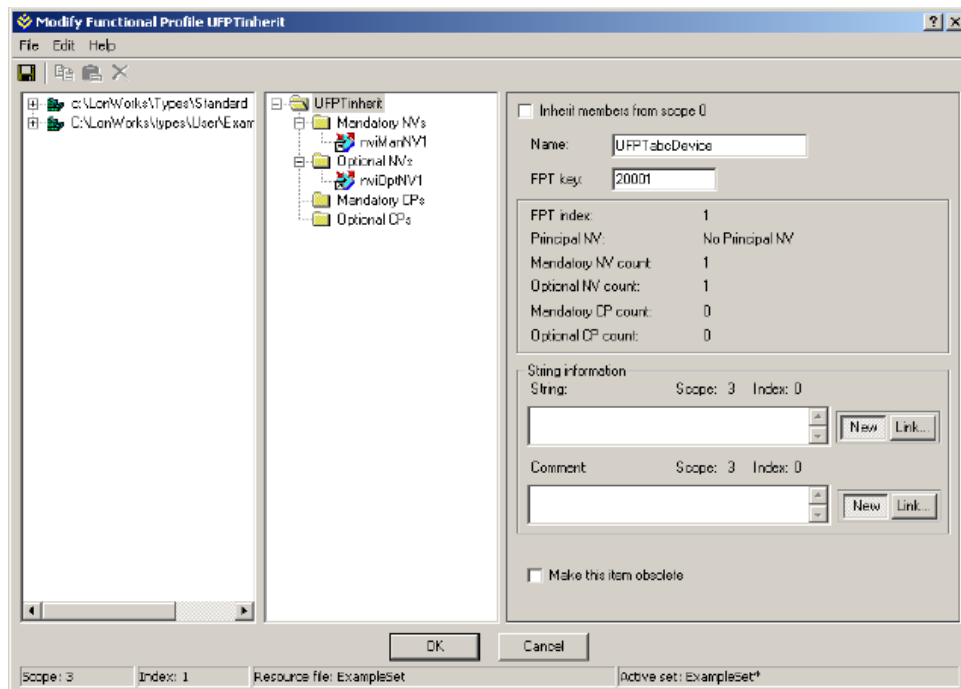 Modify Functional Profile UFPTinherit
File Edit Help
c:\LonWorks\Types\Standard
C:\LonWorks\types\User\Exam
UFPTinherit
Mandatory NVs
nviManNV1
Optional NVs
nviOptNV1
Mandatory CPs
Optional CPs
Inherit members from scope 0
Name: UFPTabcDevice
FPT key: 20001
FPT index: 1
Principal NV: No Principal NV
Mandatory NV count 1
Optional NV count: 1
Mandatory CP count: 0
Optional CP count: 0
String information
String: Scope: 3 Index: 0
New Link...
Comment Scope: 3 Index: 0
New Link...
Make this item obsolete
OK Cancel
Scope: 3 Index: 1 Resource file: ExampleSet Active set: ExampleSet*